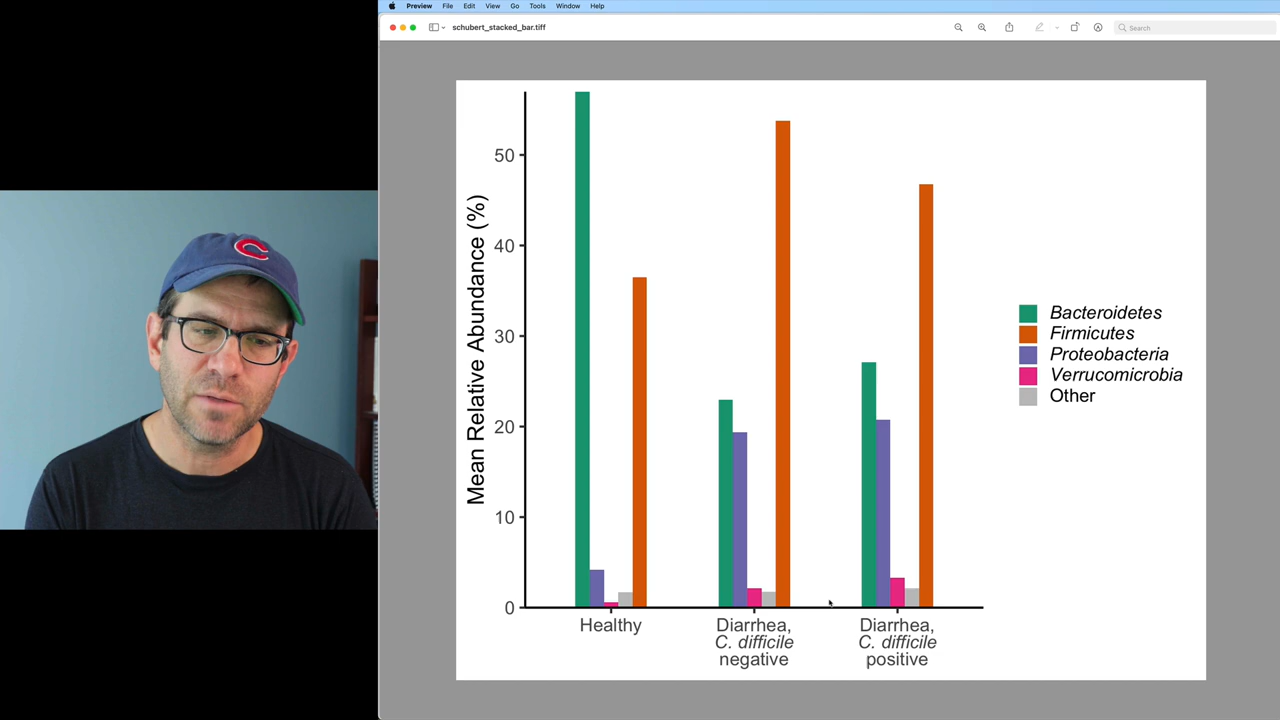 Preview File Edit View Go Tools Window Help
schubert_stacked_bar.tiff
Search
Mean Relative Abundance (%)
50
40
30
20
10
0
Healthy
Diarrhea,
C. difficile
negative
Diarrhea,
C. difficile
positive
Bacteroidetes
Firmicutes
Proteobacteria
Verrucomicrobia
Other
C